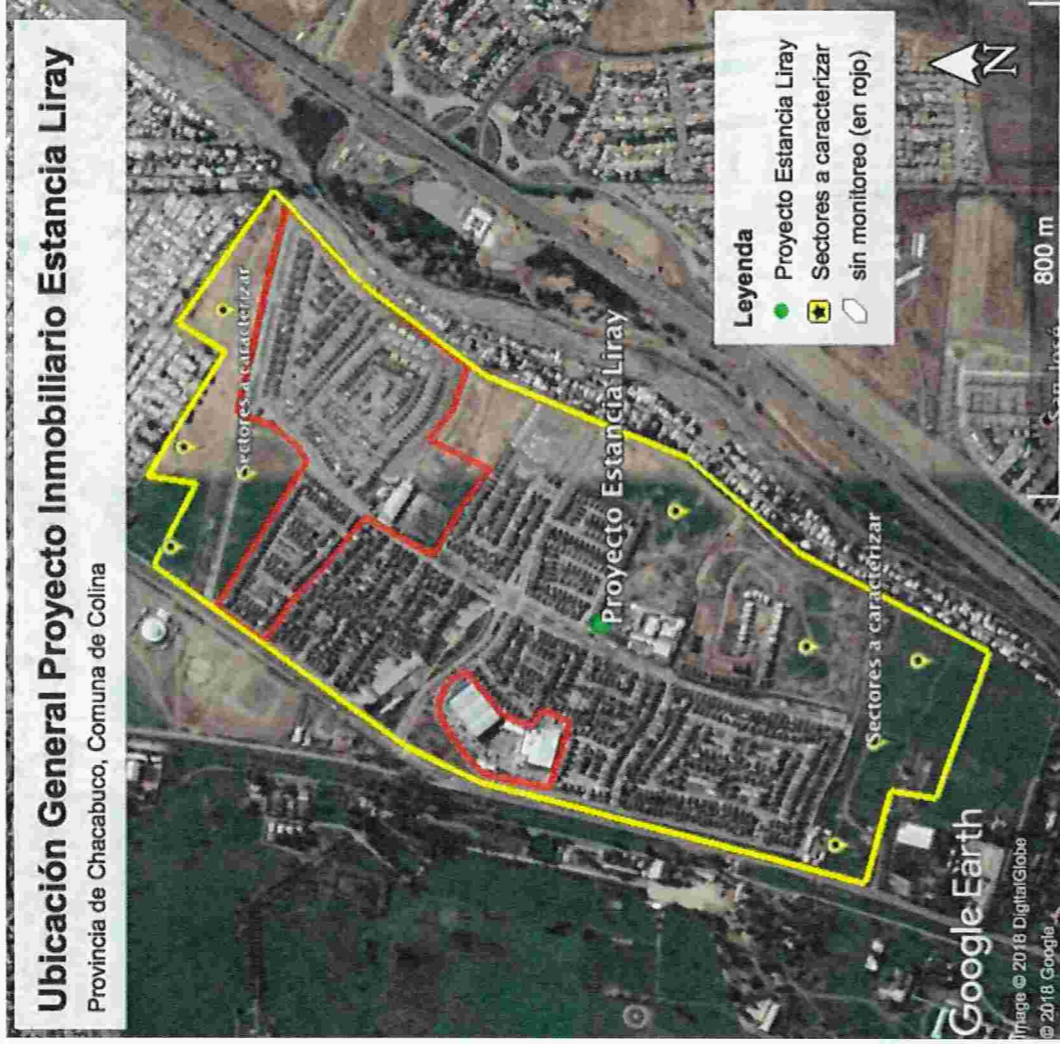 Ubicación General Proyecto Inmobiliario Estancia Liray
Provincia de Chacabuco, Comuna de Colina
Sectores a caracterizar
Proyecto Estancia Liray
Sectores a caracterizar
Leyenda
Proyecto Estancia Liray
Sectores a caracterizar
sin monitoreo (en rojo)
N
800 m
Google Earth
Image © 2018 DigitalGlobe
© 2018 Google